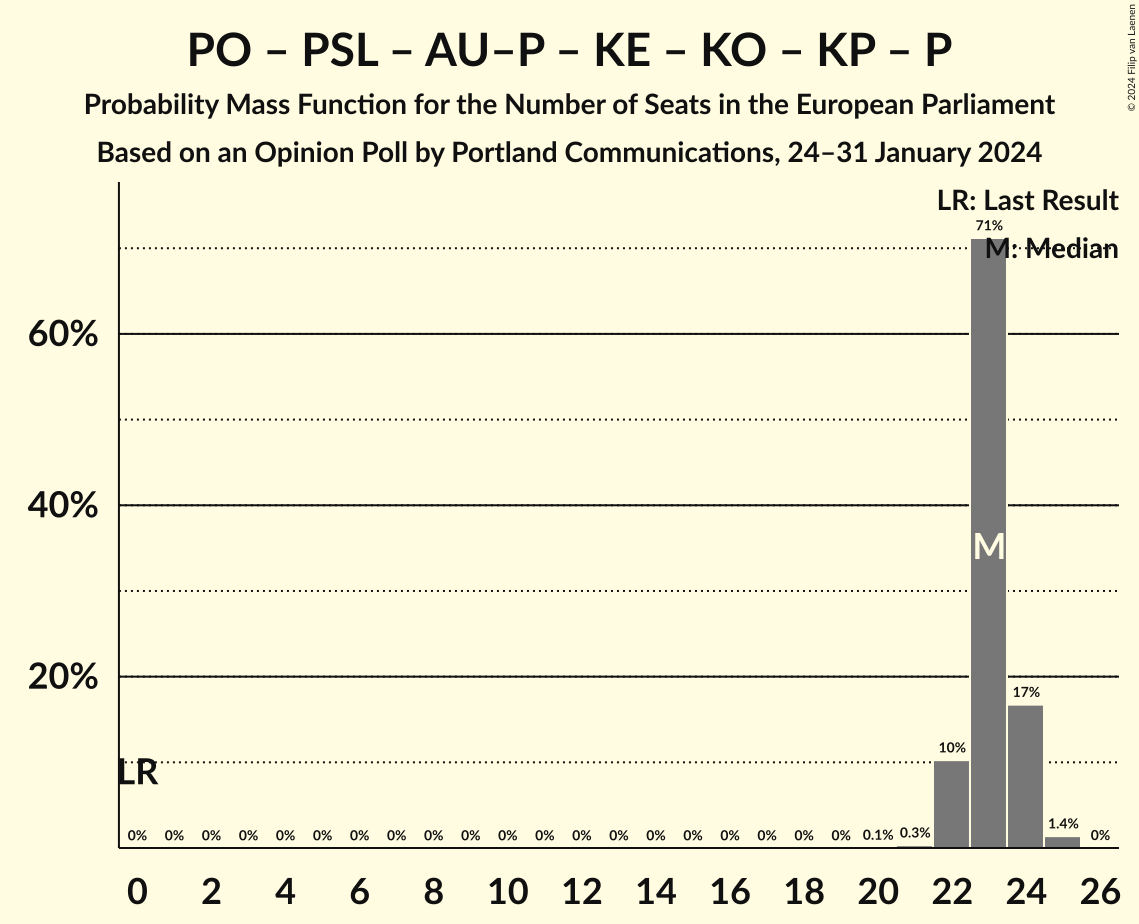 PO – PSL – AU–P – KE – KO – KP – P
Probability Mass Function for the Number of Seats in the European Parliament
Based on an Opinion Poll by Portland Communications, 24–31 January 2024
© 2024 Filip van Laenen
LR: Last Result
M: Median
71%
60%
40%
20%
M
LR
0% 0% 0% 0% 0% 0% 0% 0% 0% 0% 0% 0% 0% 0% 0% 0% 0% 0% 0% 0% 0.1% 0.3% 10% 17% 1.4% 0%
0 2 4 6 8 10 12 14 16 18 20 22 24 26